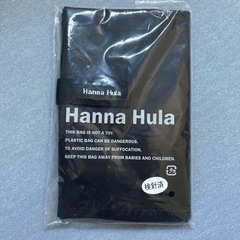 Hanna Hula
Hanna Hula
THIS BAG IS NOT A TOY.
PLASTIC BAG CAN BE DANGEROUS.
TO AVOID DANGER OF SUFFOCATION,
KEEP THIS BAG AWAY FROM BABIES AND CHILDREN.
検針済